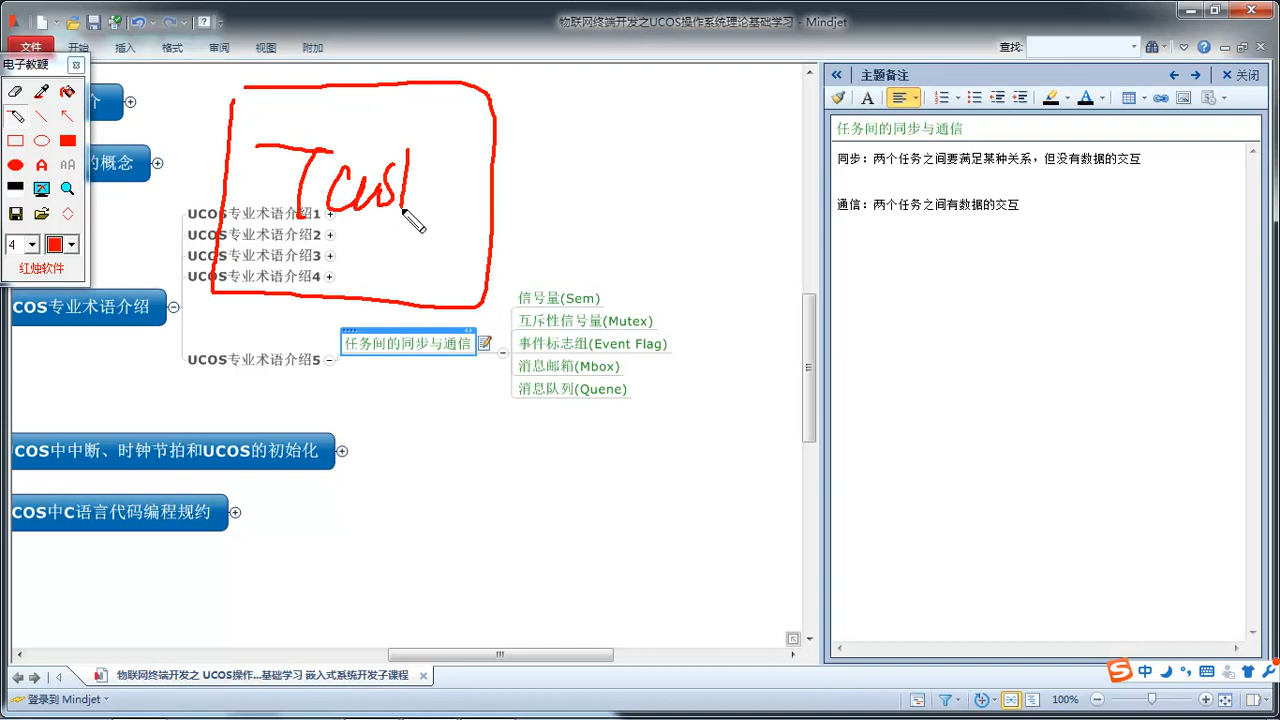 物联网终端开发之UCOS操作系统理论基础学习 - Mindjet
文件 开始 插入 格式 审阅 视图 附加
查找:
电子教鞭
介
的概念
Tcus
UCOS专业术语介绍1
UCOS专业术语介绍2
UCOS专业术语介绍3
UCOS专业术语介绍4
4
红烛软件
COS专业术语介绍
UCOS专业术语介绍5
任务间的同步与通信
信号量(Sem)
互斥性信号量(Mutex)
事件标志组(Event Flag)
消息邮箱(Mbox)
消息队列(Quene)
COS中中断、时钟节拍和UCOS的初始化
COS中C语言代码编程规约
主题备注
关闭
任务间的同步与通信
同步：两个任务之间要满足某种关系，但没有数据的交互
通信：两个任务之间有数据的交互
物联网终端开发之 UCOS操作...基础学习 嵌入式系统开发子课程
中
登录到 Mindjet
100%